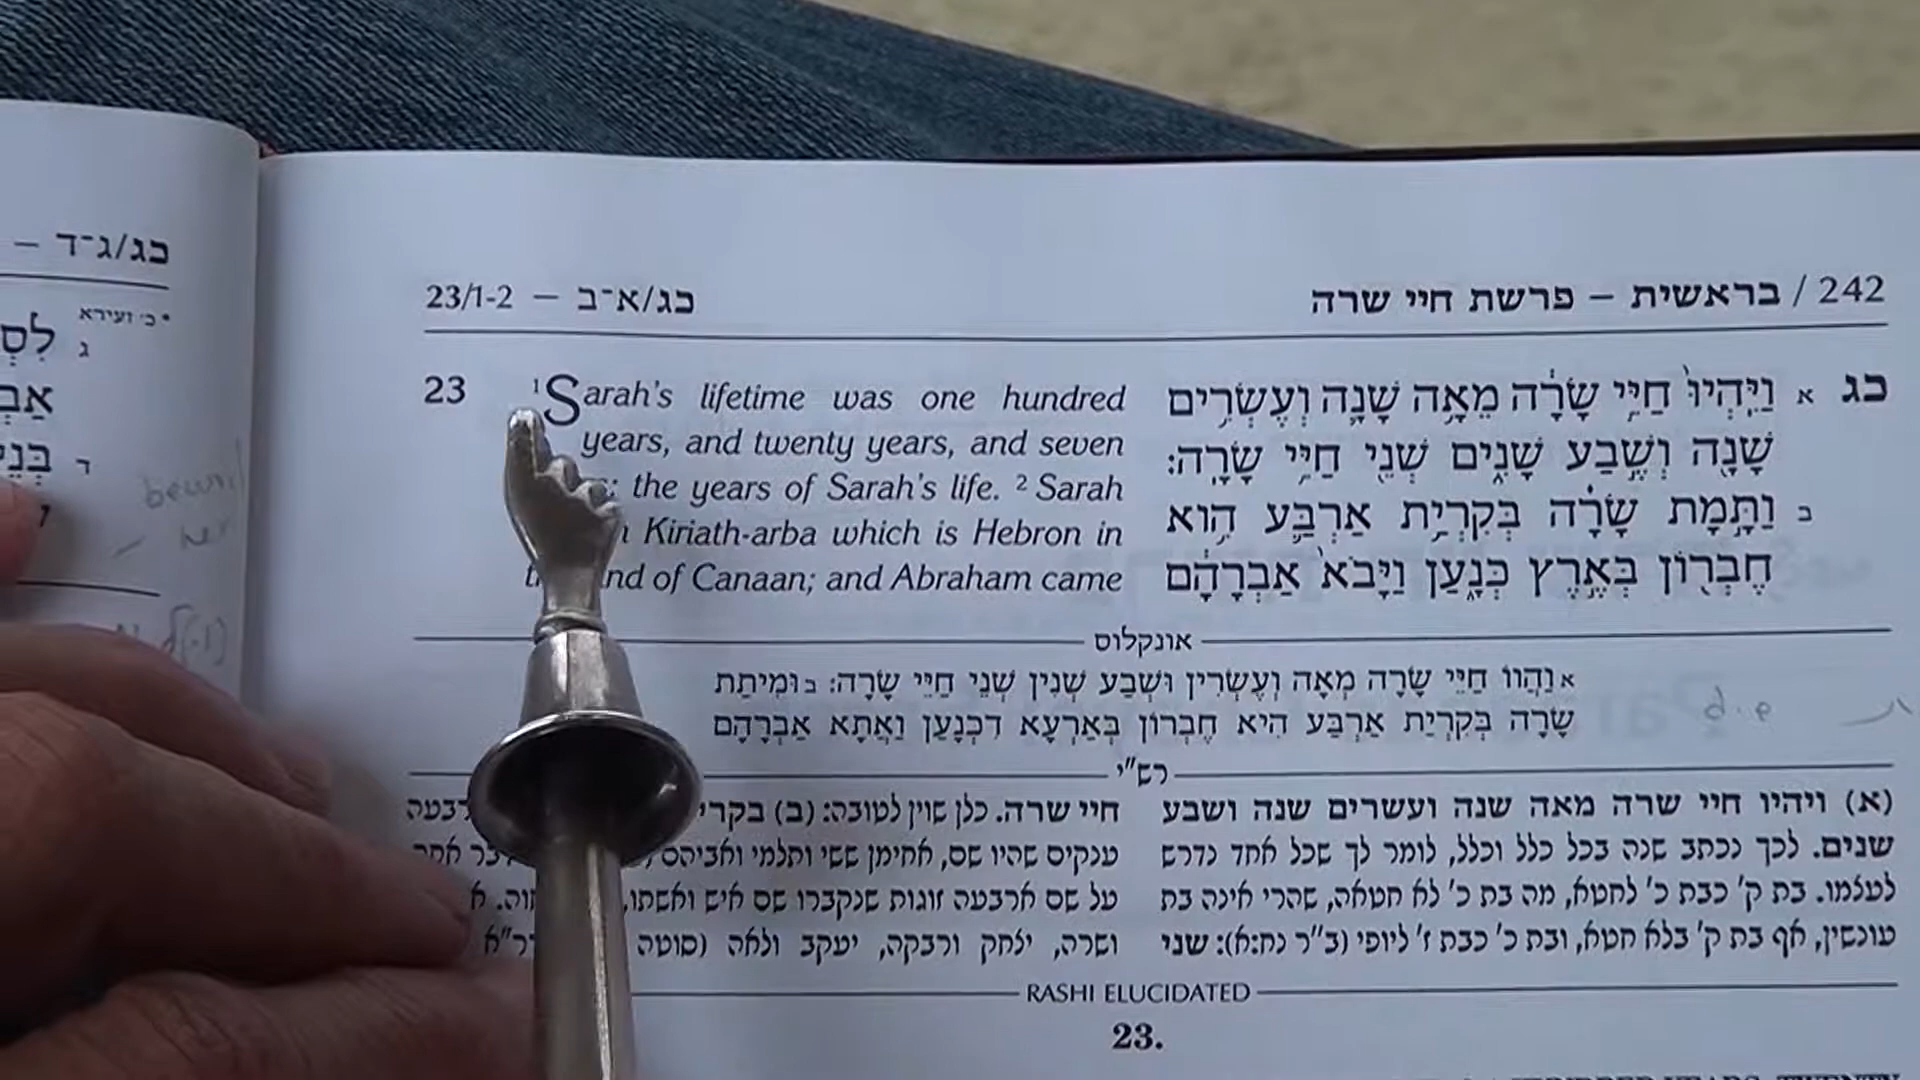 כג/ג־ד –
* כ׳ זעירא
ג
ד
23/1-2 – כג/א־ב
242 / בראשית – פרשת חיי שרה
23 ¹Sarah's lifetime was one hundred
years, and twenty years, and seven
the years of Sarah's life. ² Sarah
Kiriath-arba which is Hebron in
of Canaan; and Abraham came
כג א וַיִּהְיוּ֙ חַיֵּ֣י שָׂרָ֔ה מֵאָ֥ה שָׁנָ֛ה וְעֶשְׂרִ֥ים
שָׁנָ֖ה וְשֶׁ֣בַע שָׁנִ֑ים שְׁנֵ֖י חַיֵּ֥י שָׂרָֽה׃
ב וַתָּ֣מָת שָׂרָ֗ה בְּקִרְיַ֥ת אַרְבַּ֛ע הִ֥וא
חֶבְר֖וֹן בְּאֶ֣רֶץ כְּנָ֑עַן וַיָּבֹא֙ אַבְרָהָ֔ם
אונקלוס
א וַהֲווֹ חַיֵּי שָׂרָה מְאָה וְעֶשְׂרִין וּשְׁבַע שְׁנִין שְׁנֵי חַיֵּי שָׂרָה: ב וּמִיתַת
שָׂרָה בְּקִרְיַת אַרְבַּע הִיא חֶבְרוֹן בְּאַרְעָא דִכְנָעַן וַאֲתָא אַבְרָהָם
רש״י
(א) ויהיו חיי שרה מאה שנה ועשרים שנה ושבע
שנים. לכך נכתב שנה בכל כלל וכלל, לומר לך שכל אחד נדרש
לעצמו. בת ק׳ כבת כ׳ לחטא, מה בת כ׳ לא חטאה, שהרי אינה בת
עונשין, אף בת ק׳ בלא חטא, ובת כ׳ כבת ז׳ ליופי (ב״ר נח:א): שני
חיי שרה. כלן שוין לטובה: (ב) בקרי
ענקים שהיו שם, אחימן ששי ותלמי ואביהם אחר
על שם ארבעה זוגות שנקברו שם איש ואשתו,
ושרה, יצחק ורבקה, יעקב ולאה (סוטה
RASHI ELUCIDATED
23.